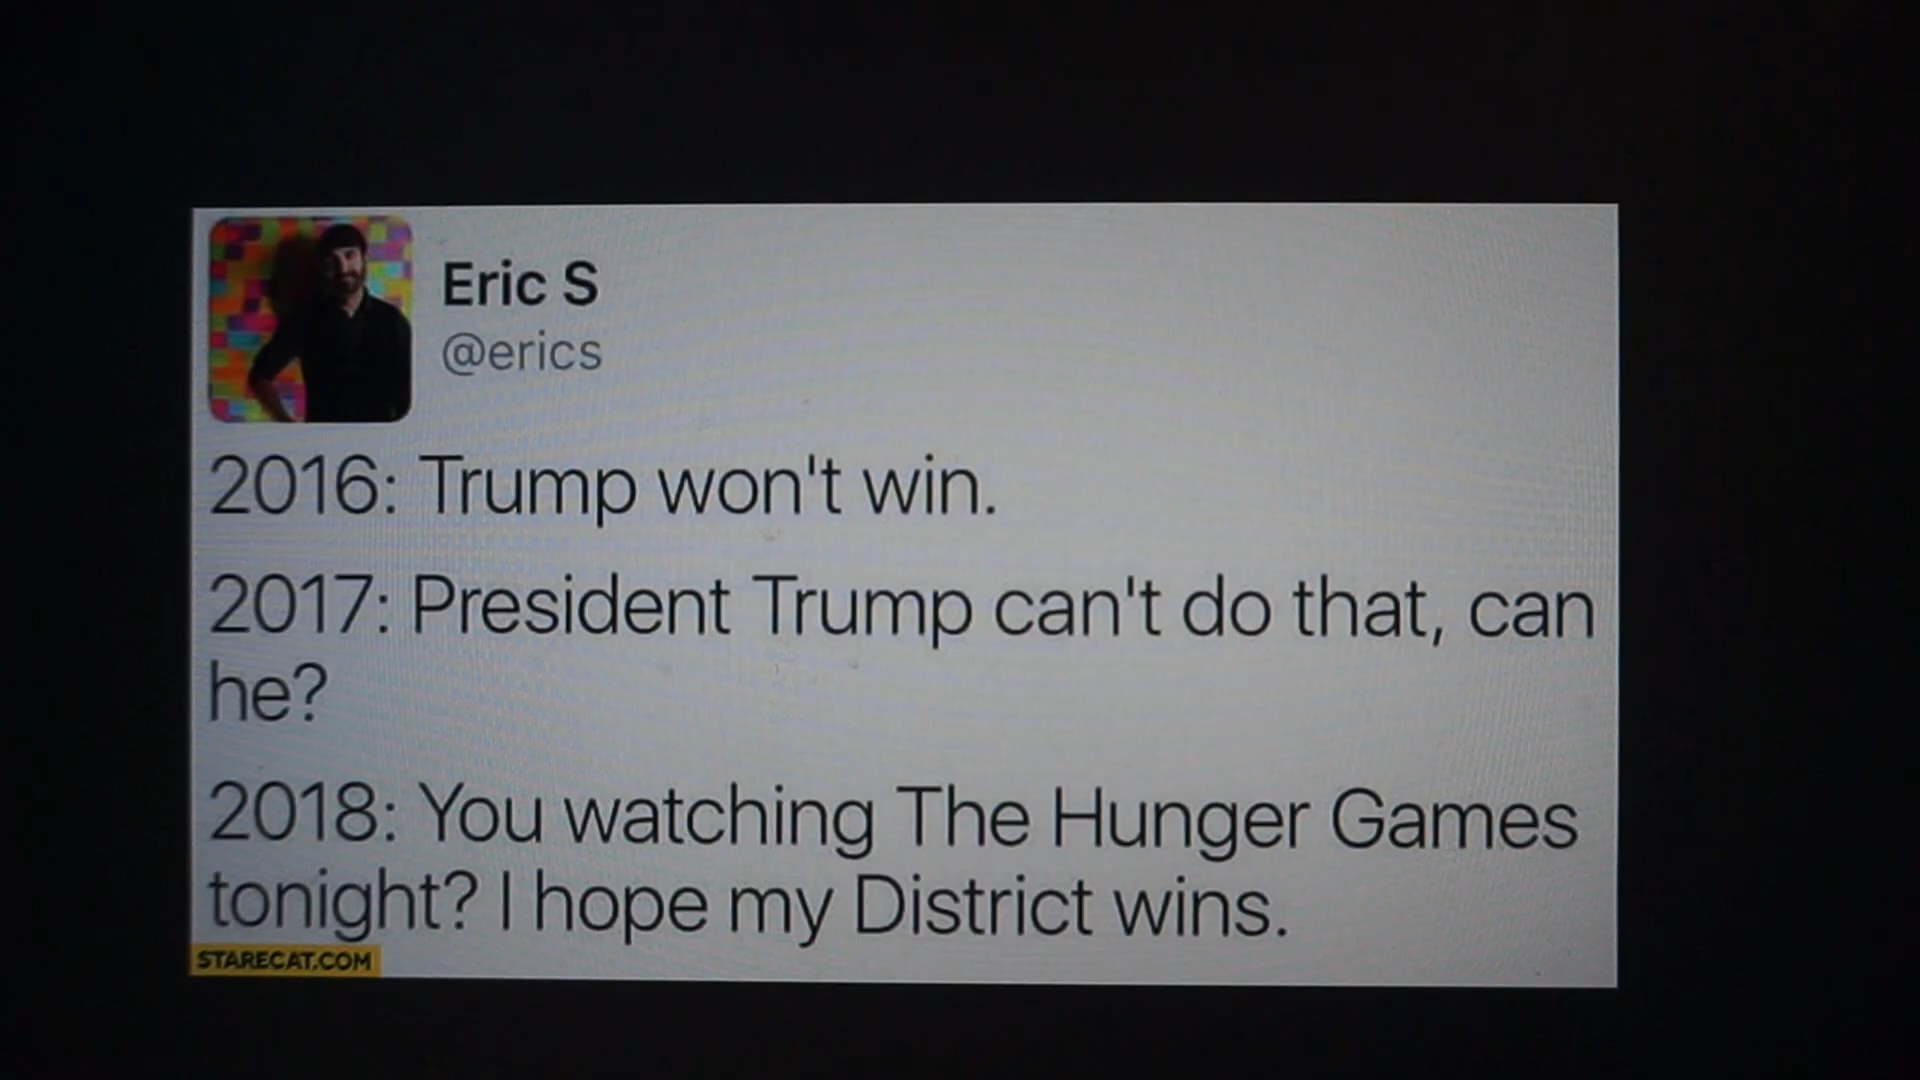 Eric S
@erics
2016: Trump won't win.
2017: President Trump can't do that, can
he?
2018: You watching The Hunger Games
tonight? I hope my District wins.
STARECAT.COM